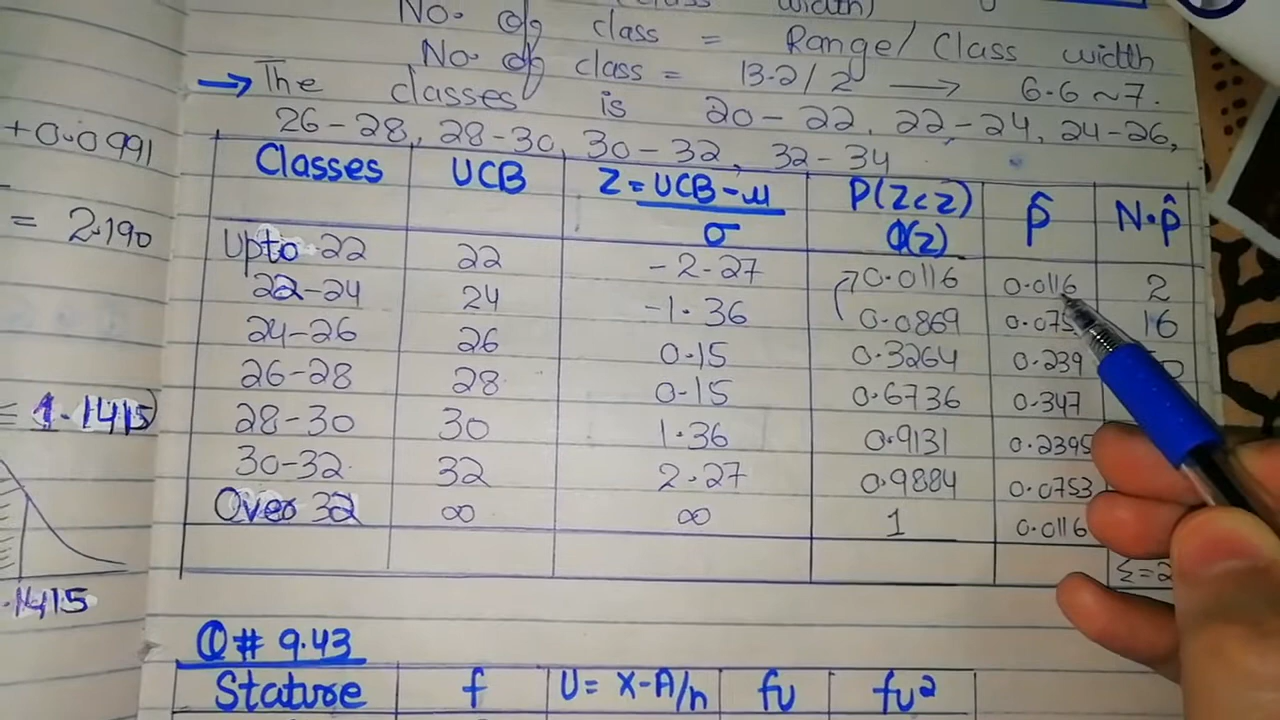 (Class width)
No. of class = Range/Class width
No. of class = 13.2/2 → 6.6 ~ 7.
→ The classes is 20-22, 22-24, 24-26,
26-28, 28-30, 30-32, 32-34
+0.0991
= 2.190
= 1.1415
.1415
Classes UCB Z = UCB-μ/σ P(Z<z) Φ(z) p̂ N.p̂
Upto 22 22 -2.27 0.0116 0.0116 2
22-24 24 -1.36 0.0869 0.075 16
24-26 26 0.15 0.3264 0.239
26-28 28 0.15 0.6736 0.347
28-30 30 1.36 0.9131 0.2395
30-32 32 2.27 0.9884 0.0753
Over 32 ∞ ∞ 1 0.0116
Σ=2
Q# 9.43
Stature f U= X-A/h fu fu²